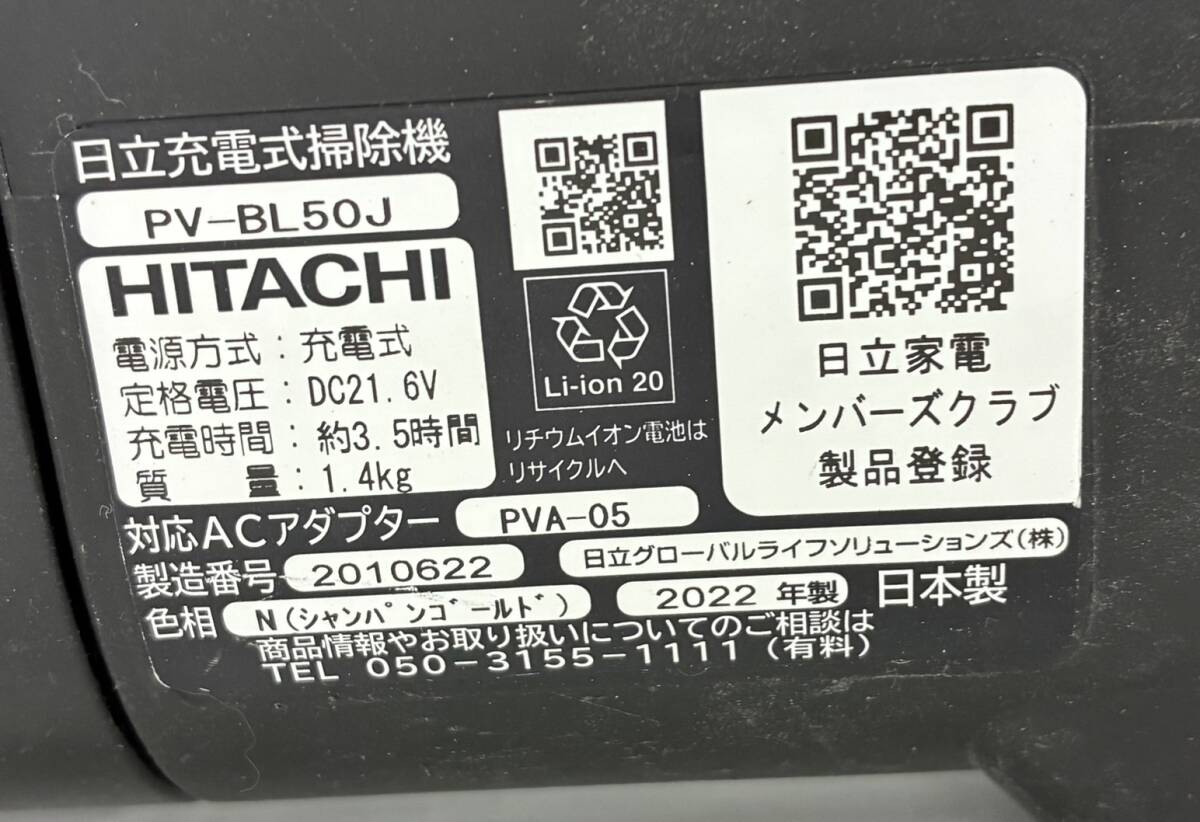 日立充電式掃除機
PV-BL50J
HITACHI
電源方式:充電式
定格電圧:DC21.6V
充電時間:約3.5時間
質量:1.4kg
Li-ion 20
リチウムイオン電池は
リサイクルへ
日立家電
メンバーズクラブ
製品登録
対応ACアダプター PVA-05
製造番号 2010622
日立グローバルライフソリューションズ(株)
色相 N(シャンパンゴールド)
2022 年製 日本製
商品情報やお取り扱いについてのご相談は
TEL 050-3155-1111(有料)